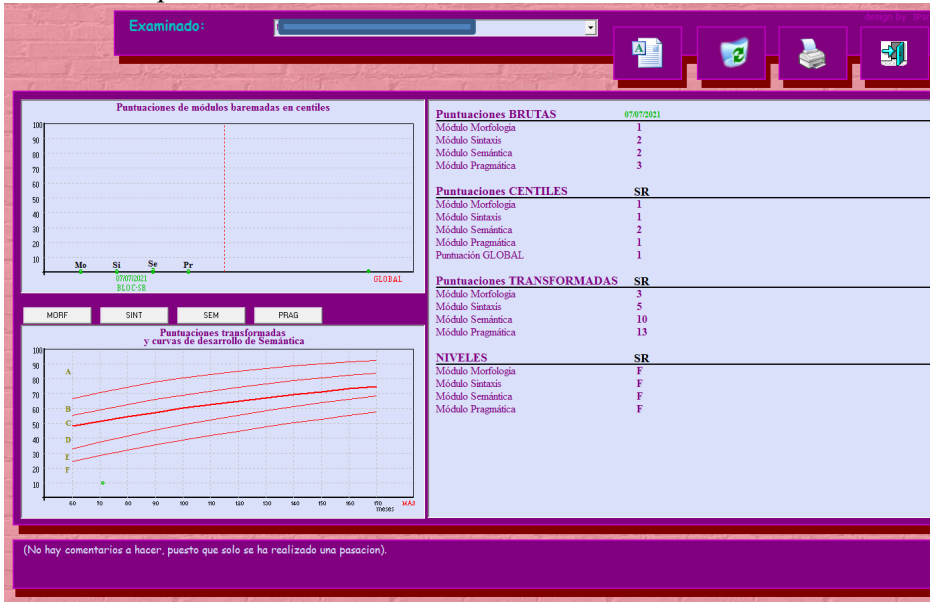 design by IPs
Examinado:
Puntuaciones de módulos baremadas en centiles
100
90
80
70
60
50
40
30
20
10
Mo Si Se Pr
07/07/2021
BLOC-SR
GLOBAL
MORF SINT SEM PRAG
Puntuaciones transformadas
y curvas de desarrollo de Semántica
100
90
80
70
60
50
40
30
20
10
A
B
C
D
E
F
60 70 80 90 100 110 120 130 140 150 160 170 MÁs
meses
Puntuaciones BRUTAS 07/07/2021
Módulo Morfología 1
Módulo Sintaxis 2
Módulo Semántica 2
Módulo Pragmática 3
Puntuaciones CENTILES SR
Módulo Morfología 1
Módulo Sintaxis 1
Módulo Semántica 2
Módulo Pragmática 1
Puntuación GLOBAL 1
Puntuaciones TRANSFORMADAS SR
Módulo Morfología 3
Módulo Sintaxis 5
Módulo Semántica 10
Módulo Pragmática 13
NIVELES SR
Módulo Morfología F
Módulo Sintaxis F
Módulo Semántica F
Módulo Pragmática F
(No hay comentarios a hacer, puesto que solo se ha realizado una pasacion).